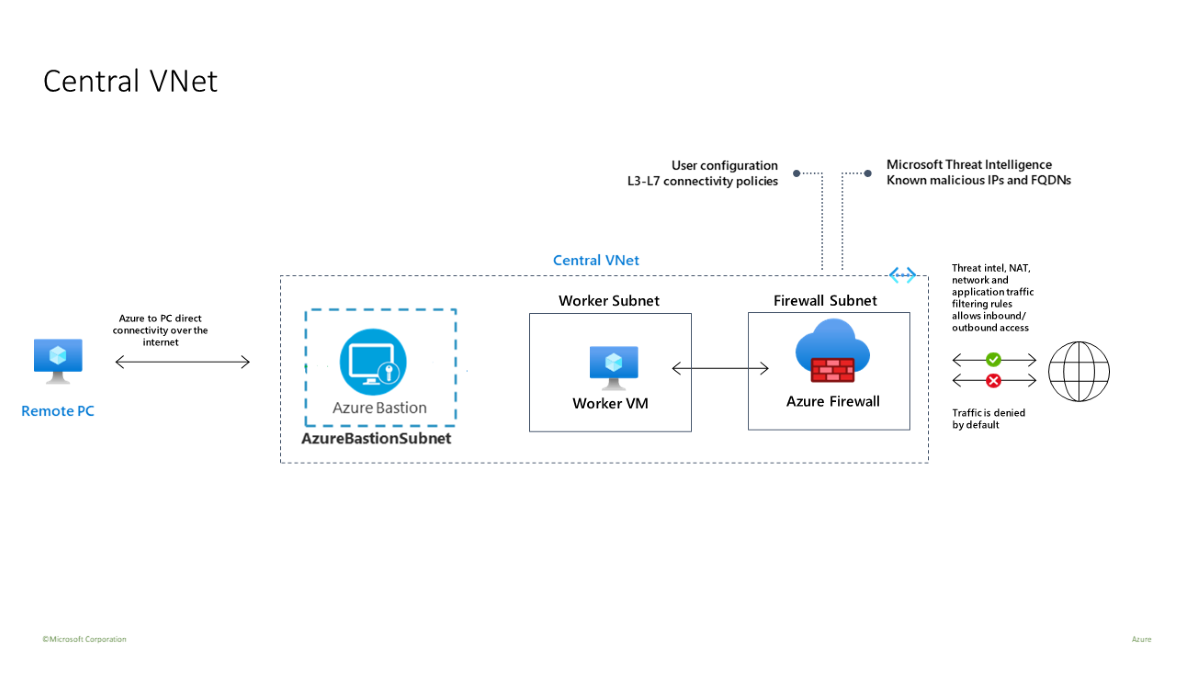 Central VNet
User configuration
L3-L7 connectivity policies
Microsoft Threat Intelligence
Known malicious IPs and FQDNs
Central VNet
Azure to PC direct
connectivity over the
internet
Remote PC
Azure Bastion
AzureBastionSubnet
Worker Subnet
Worker VM
Firewall Subnet
Azure Firewall
Threat intel, NAT,
network and
application traffic
filtering rules
allows inbound/
outbound access
Traffic is denied
by default
©Microsoft Corporation
Azure